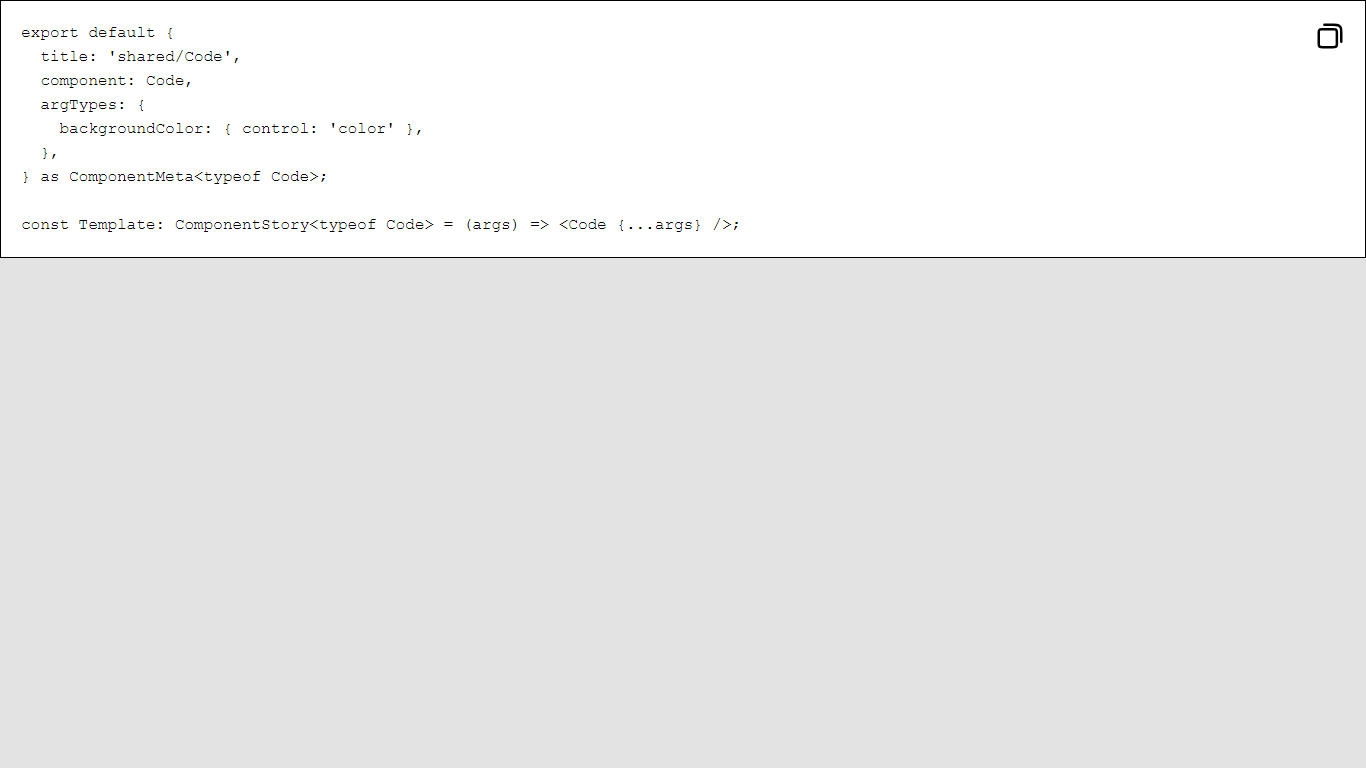 export default {
  title: 'shared/Code',
  component: Code,
  argTypes: {
    backgroundColor: { control: 'color' },
  },
} as ComponentMeta<typeof Code>;

const Template: ComponentStory<typeof Code> = (args) => <Code {...args} />;